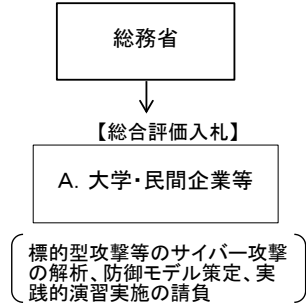 総務省
【総合評価入札】
A. 大学・民間企業等
標的型攻撃等のサイバー攻撃
の解析、防御モデル策定、実
践的演習実施の請負